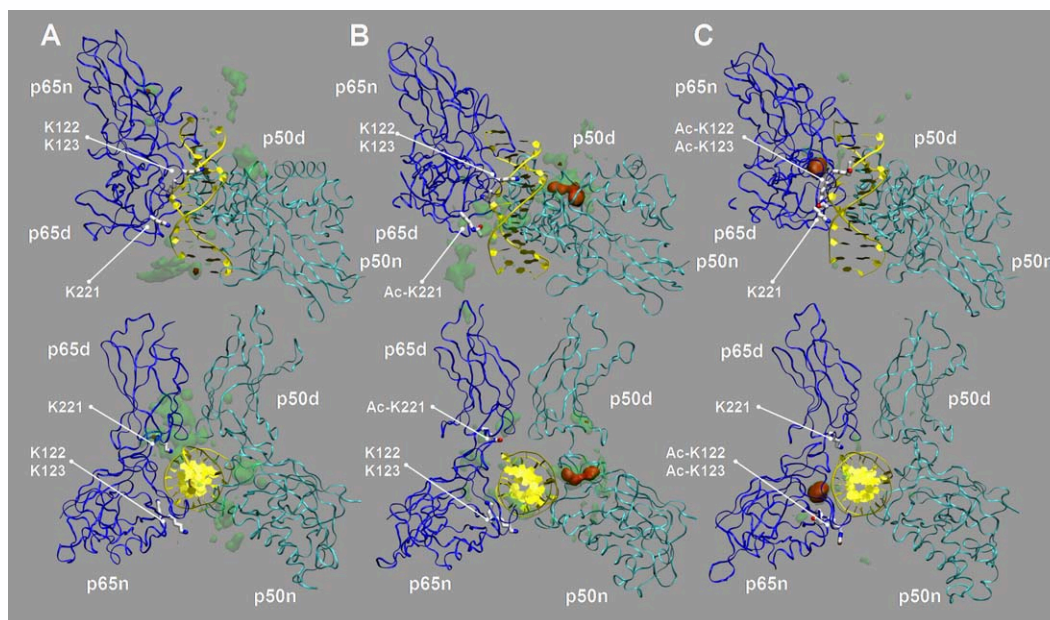 A
p65n
K122
K123
p50d
p65d
K221
B
p65n
K122
K123
p50d
p65d
p50n
Ac-K221
C
p65n
Ac-K122
Ac-K123
p50d
p65d
p50n
K221
p65d
K221
p50d
K122
K123
p65n
p50n
p65d
Ac-K221
p50d
K122
K123
p65n
p50n
p65d
K221
p50d
Ac-K122
Ac-K123
p65n
p50n